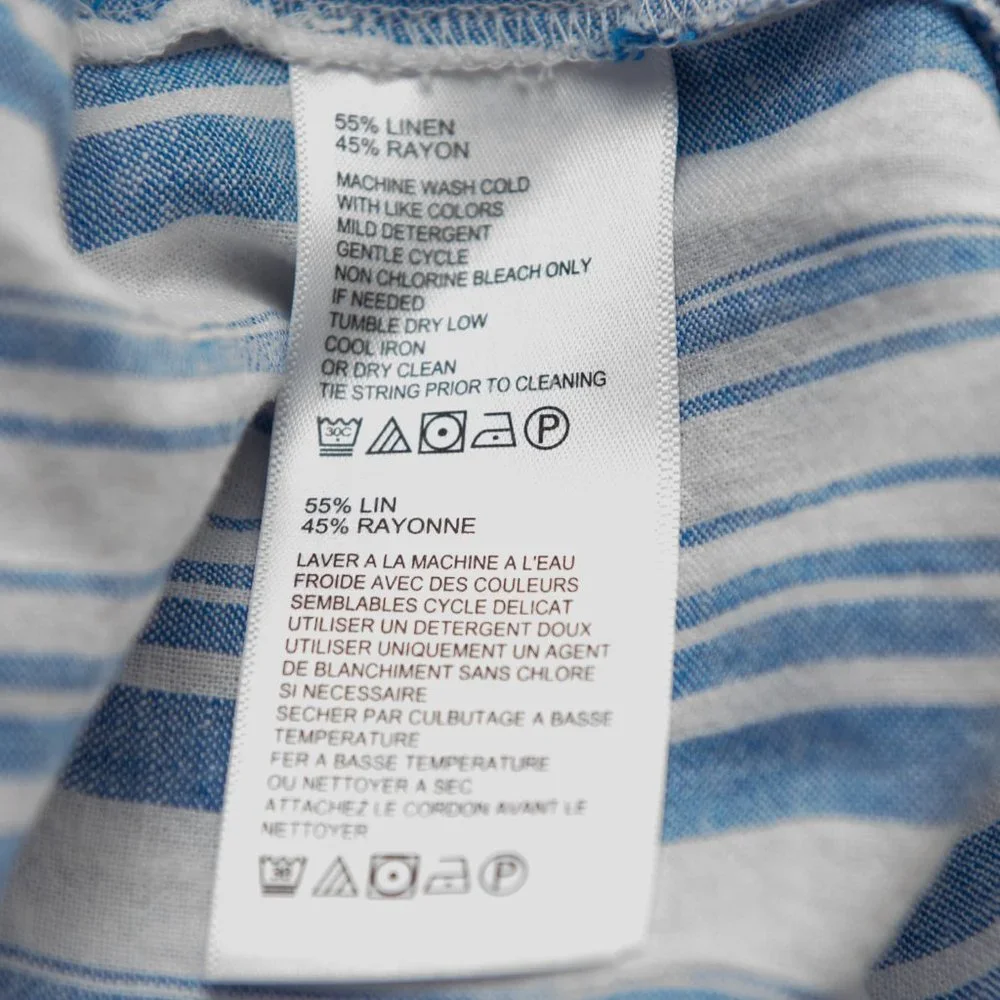 55% LINEN
45% RAYON
MACHINE WASH COLD
WITH LIKE COLORS
MILD DETERGENT
GENTLE CYCLE
NON CHLORINE BLEACH ONLY
IF NEEDED
TUMBLE DRY LOW
COOL IRON
OR DRY CLEAN
TIE STRING PRIOR TO CLEANING
30C P
55% LIN
45% RAYONNE
LAVER A LA MACHINE A L'EAU
FROIDE AVEC DES COULEURS
SEMBLABLES CYCLE DELICAT
UTILISER UN DETERGENT DOUX
UTILISER UNIQUEMENT UN AGENT
DE BLANCHIMENT SANS CHLORE
SI NECESSAIRE
SECHER PAR CULBUTAGE A BASSE
TEMPERATURE
FER A BASSE TEMPERATURE
OU NETTOYER A SEC
ATTACHEZ LE CORDON AVANT LE
NETTOYER
30 P